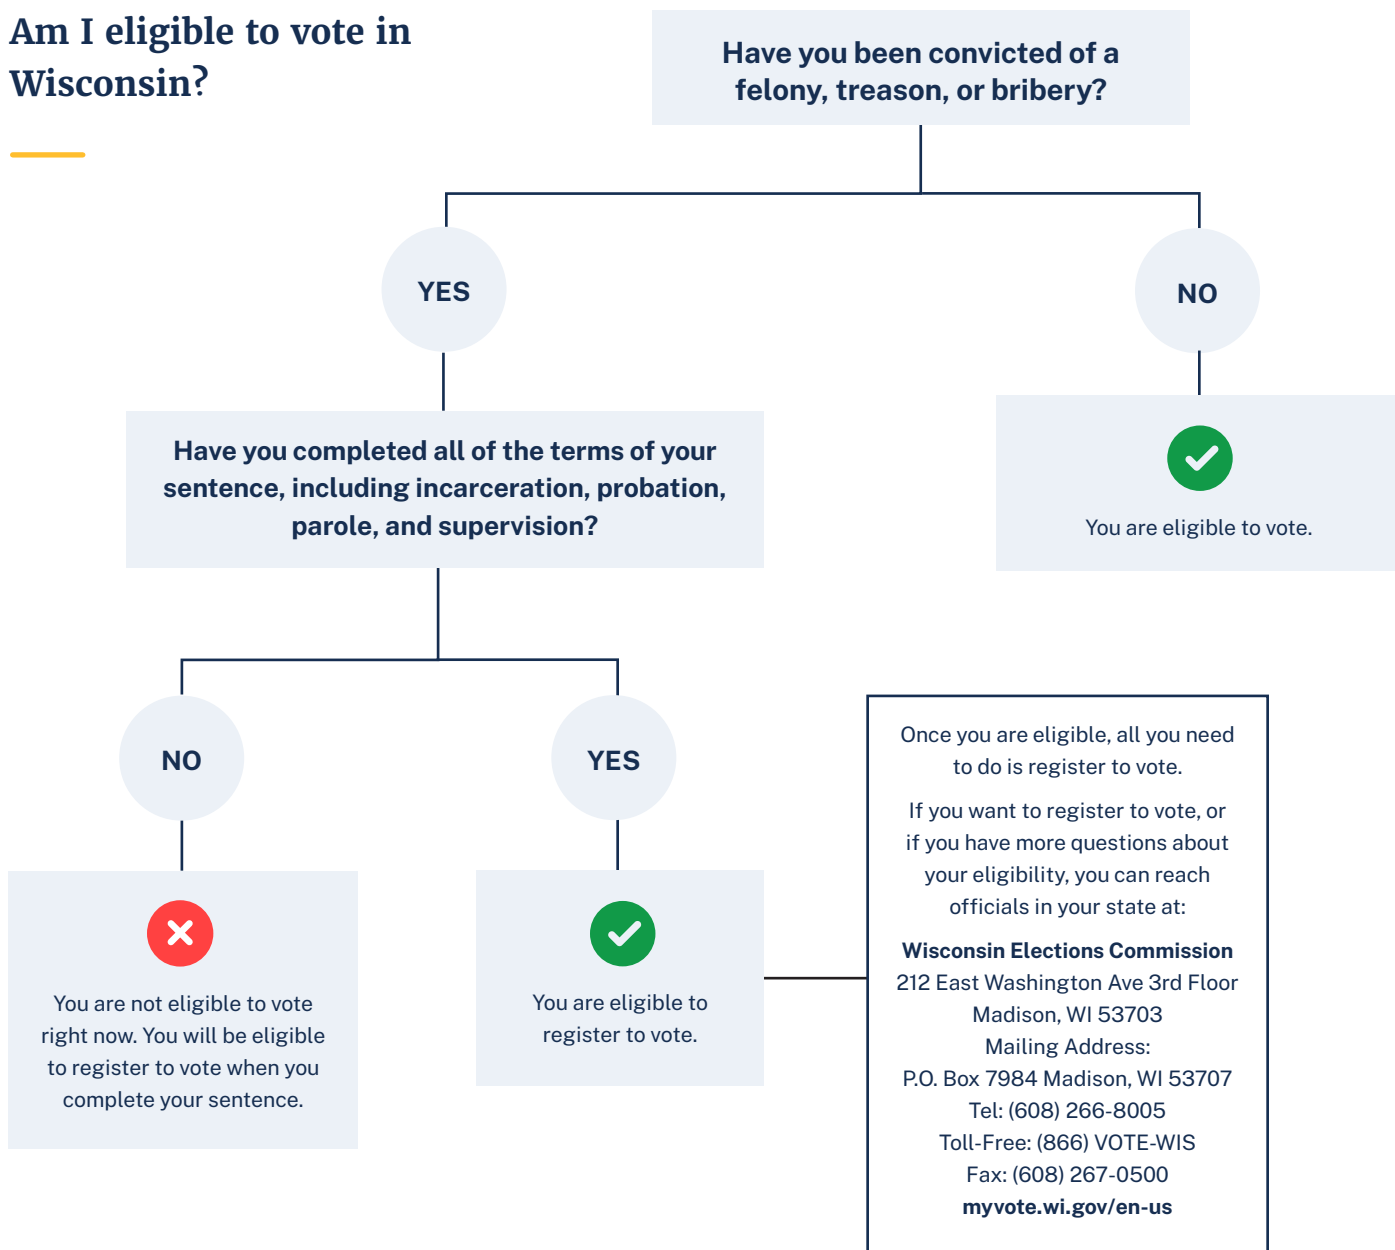 Am I eligible to vote in
Wisconsin?
Have you been convicted of a
felony, treason, or bribery?
YES
NO
Have you completed all of the terms of your
sentence, including incarceration, probation,
parole, and supervision?
You are eligible to vote.
NO
YES
You are not eligible to vote
right now. You will be eligible
to register to vote when you
complete your sentence.
You are eligible to
register to vote.
Once you are eligible, all you need
to do is register to vote.
If you want to register to vote, or
if you have more questions about
your eligibility, you can reach
officials in your state at:
Wisconsin Elections Commission
212 East Washington Ave 3rd Floor
Madison, WI 53703
Mailing Address:
P.O. Box 7984 Madison, WI 53707
Tel: (608) 266-8005
Toll-Free: (866) VOTE-WIS
Fax: (608) 267-0500
myvote.wi.gov/en-us